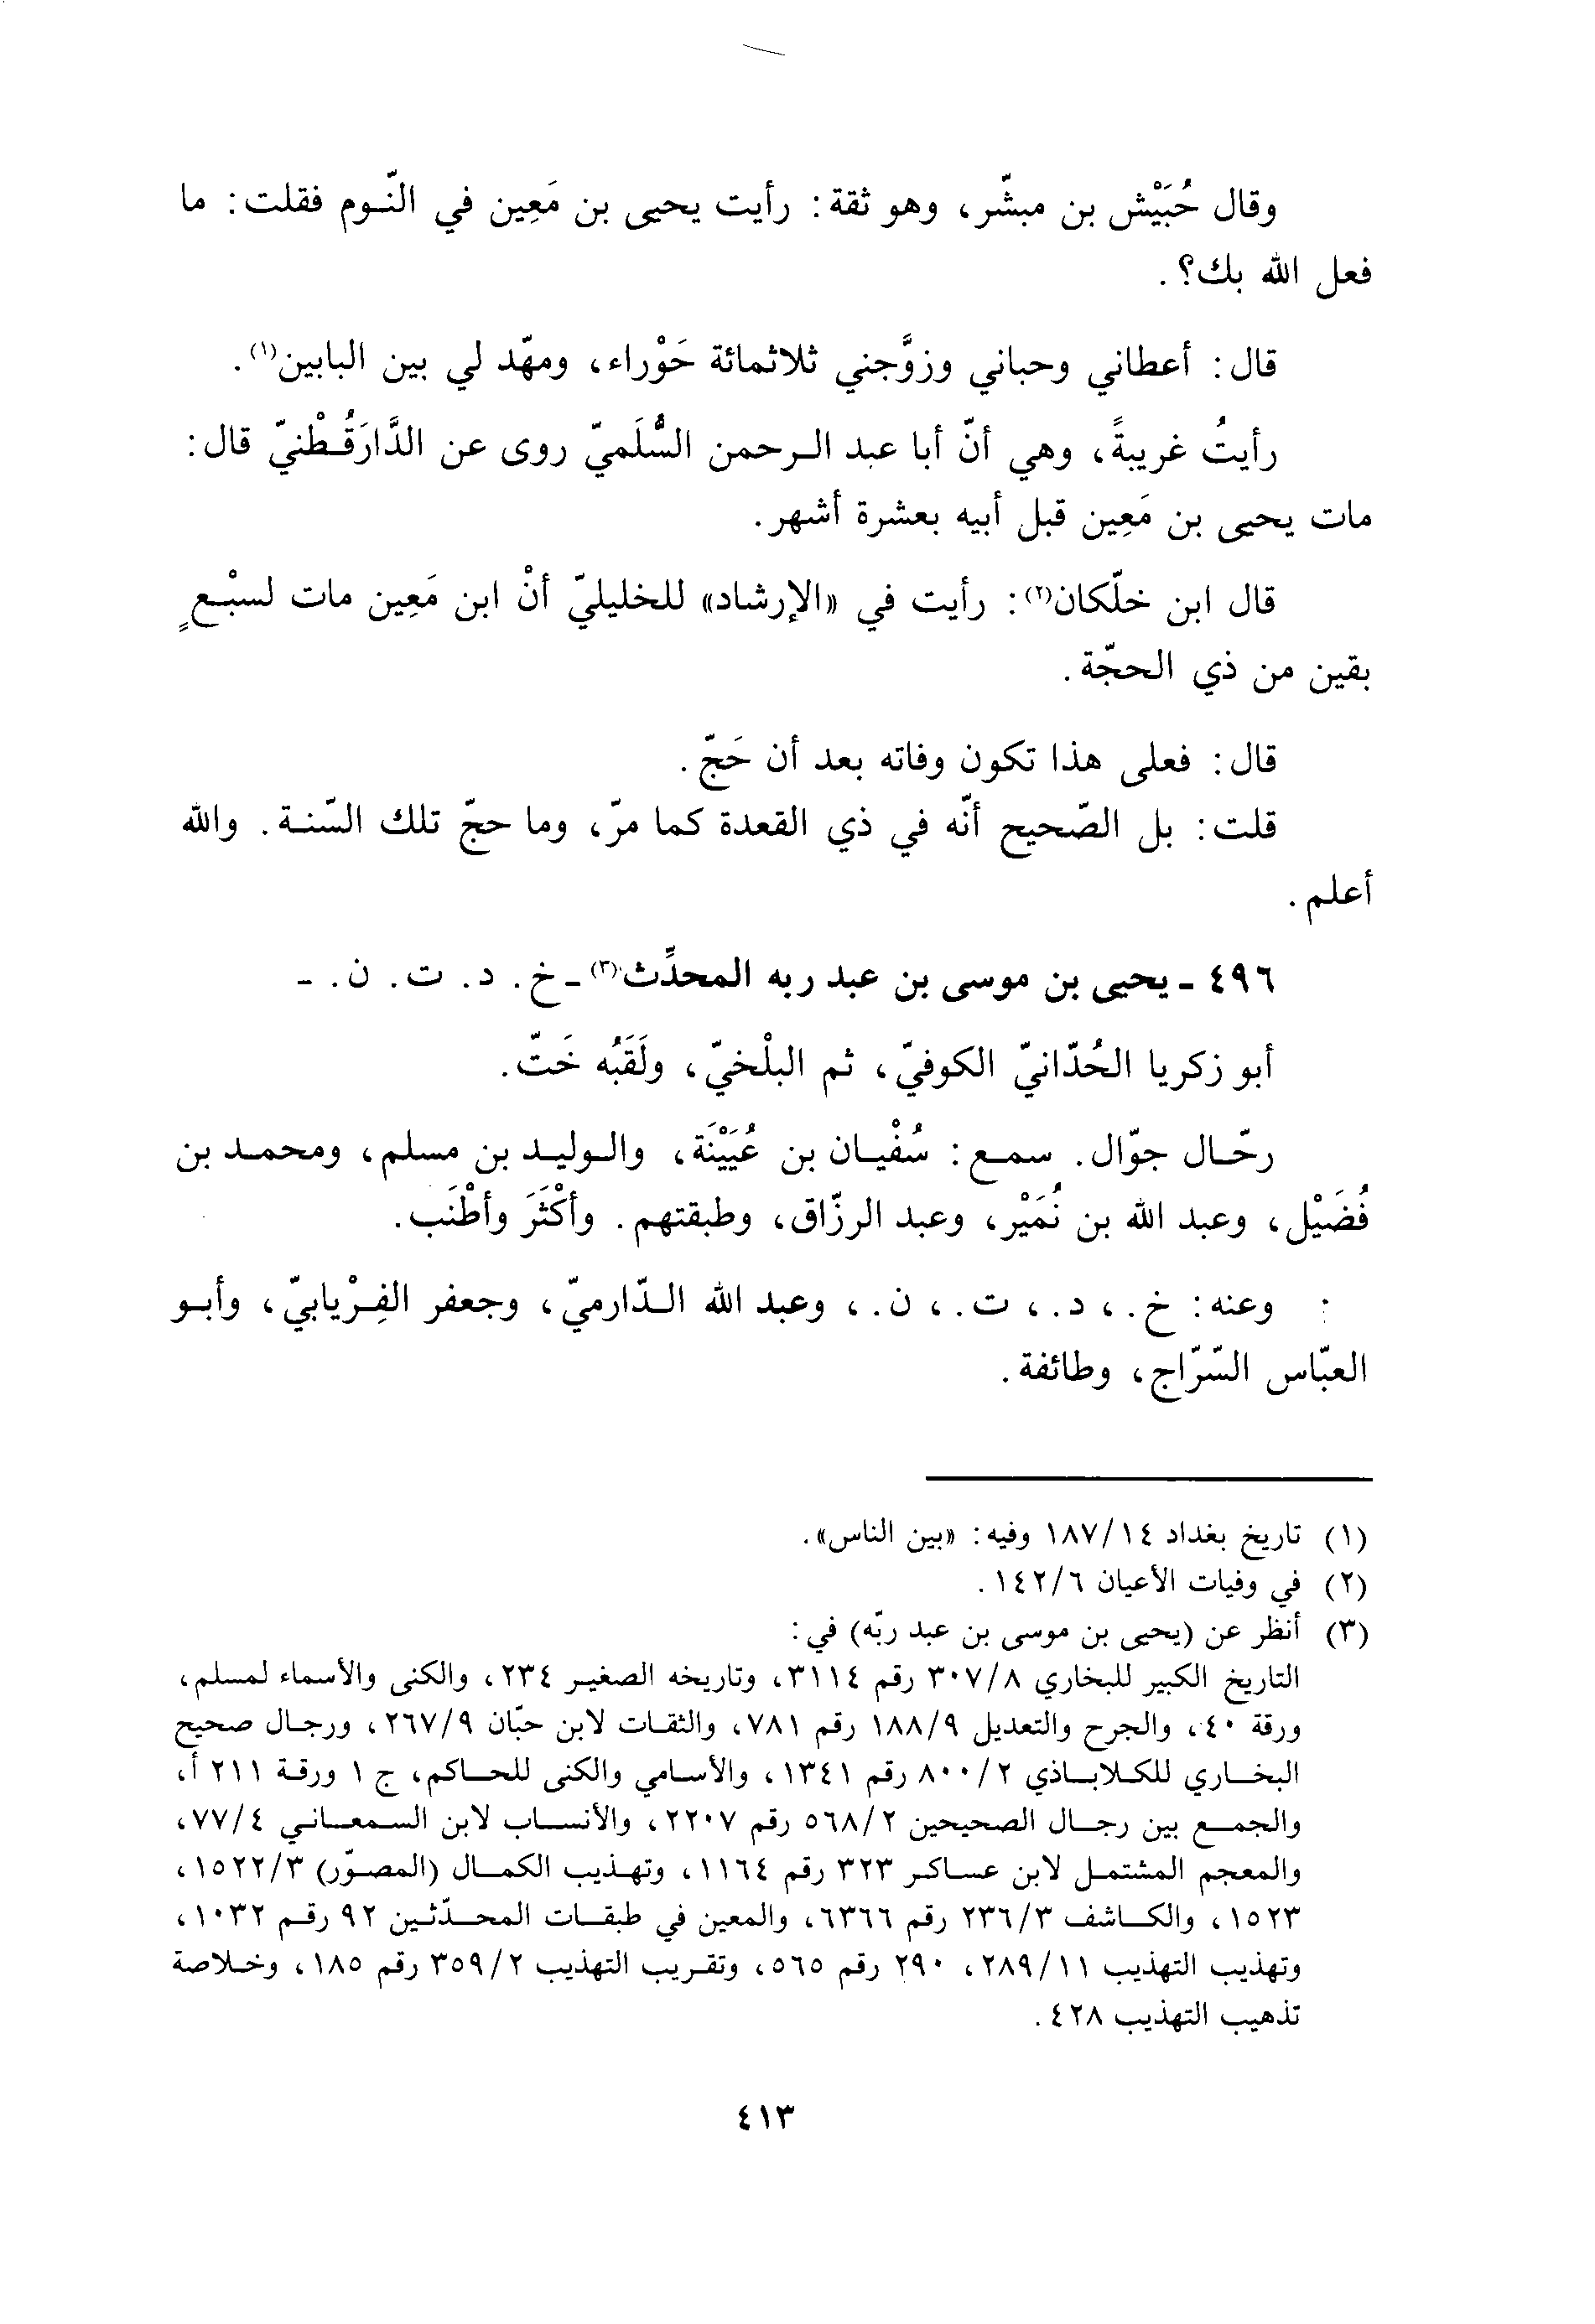 وقال حُبَيْش بن مبشّر، وهو ثقة: رأيت يحيى بن مَعِين في النّوم فقلت: ما
فعل الله بك؟.
قال: أعطاني وحباني وزوَّجني ثلاثمائة حَوْراء، ومهّد لي بين البابين(١).
رأيتُ غريبةً، وهي أنّ أبا عبد الرحمن السُّلَميّ روى عن الدَّارَقُطْنيّ قال:
مات يحيى بن مَعِين قبل أبيه بعشرة أشهر.
قال ابن خلّكان(٢): رأيت في «الإرشاد» للخليليّ أنْ ابن مَعِين مات لسبْعٍ
بقين من ذي الحجّة.
قال: فعلى هذا تكون وفاته بعد أن حَجّ.
قلت: بل الصّحيح أنّه في ذي القعدة كما مرّ، وما حجّ تلك السّنة. والله
أعلم.
٤٩٦ - يحيى بن موسى بن عبد ربه المحدِّث(٣) - خ. د. ت. ن. -
أبو زكريا الحُدّانيّ الكوفيّ، ثم البلْخيّ، ولَقَبُه خَتّ.
رحّال جوّال. سمع: سُفْيان بن عُيَيْنَة، والوليد بن مسلم، ومحمد بن
فُضَيْل، وعبد الله بن نُمَيْر، وعبد الرزّاق، وطبقتهم. وأكْثَرَ وأطْنَب.
وعنه: خ.، د.، ت.، ن.، وعبد الله الدّارميّ، وجعفر الفِرْيابيّ، وأبو
العبّاس السّرّاج، وطائفة.
(١) تاريخ بغداد ١٨٧/١٤ وفيه: «بين الناس».
(٢) في وفيات الأعيان ١٤٢/٦.
(٣) أنظر عن (يحيى بن موسى بن عبد ربّه) في:
التاريخ الكبير للبخاري ٣٠٧/٨ رقم ٣١١٤، وتاريخه الصغير ٢٣٤، والكنى والأسماء لمسلم،
ورقة ٤٠، والجرح والتعديل ١٨٨/٩ رقم ٧٨١، والثقات لابن حبّان ٢٦٧/٩، ورجال صحيح
البخاري للكلاباذي ٨٠٠/٢ رقم ١٣٤١، والأسامي والكنى للحاكم، ج ١ ورقة ٢١١ أ،
والجمع بين رجال الصحيحين ٥٦٨/٢ رقم ٢٢٠٧، والأنساب لابن السمعاني ٧٧/٤،
والمعجم المشتمل لابن عساكر ٣٢٣ رقم ١١٦٤، وتهذيب الكمال (المصوّر) ١٥٢٢/٣،
١٥٢٣، والكاشف ٢٣٦/٣ رقم ٦٣٦٦، والمعين في طبقات المحدّثين ٩٢ رقم ١٠٣٢،
وتهذيب التهذيب ٢٨٩/١١، ٢٩٠ رقم ٥٦٥، وتقريب التهذيب ٣٥٩/٢ رقم ١٨٥، وخلاصة
تذهيب التهذيب ٤٢٨.
٤١٣